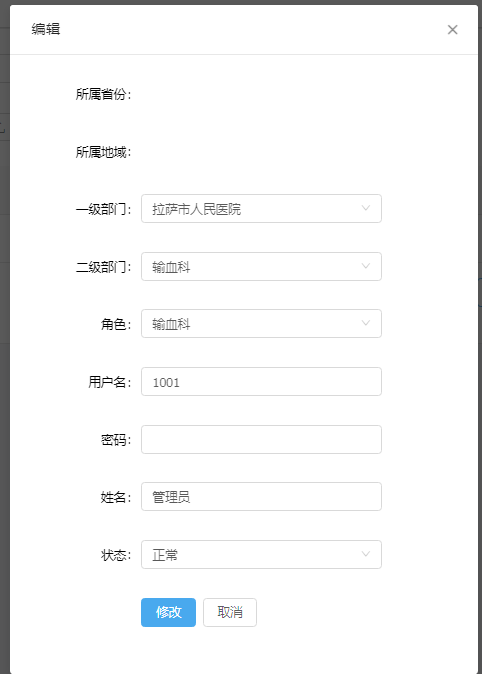 编辑
所属省份:
所属地域:
一级部门: 拉萨市人民医院
二级部门: 输血科
角色: 输血科
用户名: 1001
密码:
姓名: 管理员
状态: 正常
修改 取消